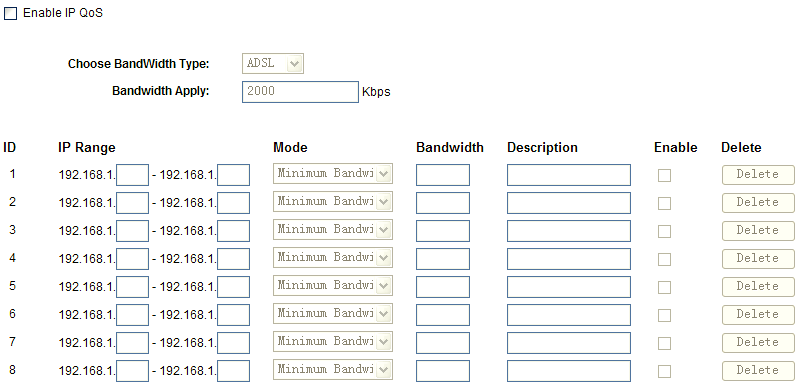 Enable IP QoS
Choose BandWidth Type: ADSL
Bandwidth Apply: 2000 Kbps
ID IP Range Mode Bandwidth Description Enable Delete
1 192.168.1. - 192.168.1. Minimum Bandwi Delete
2 192.168.1. - 192.168.1. Minimum Bandwi Delete
3 192.168.1. - 192.168.1. Minimum Bandwi Delete
4 192.168.1. - 192.168.1. Minimum Bandwi Delete
5 192.168.1. - 192.168.1. Minimum Bandwi Delete
6 192.168.1. - 192.168.1. Minimum Bandwi Delete
7 192.168.1. - 192.168.1. Minimum Bandwi Delete
8 192.168.1. - 192.168.1. Minimum Bandwi Delete